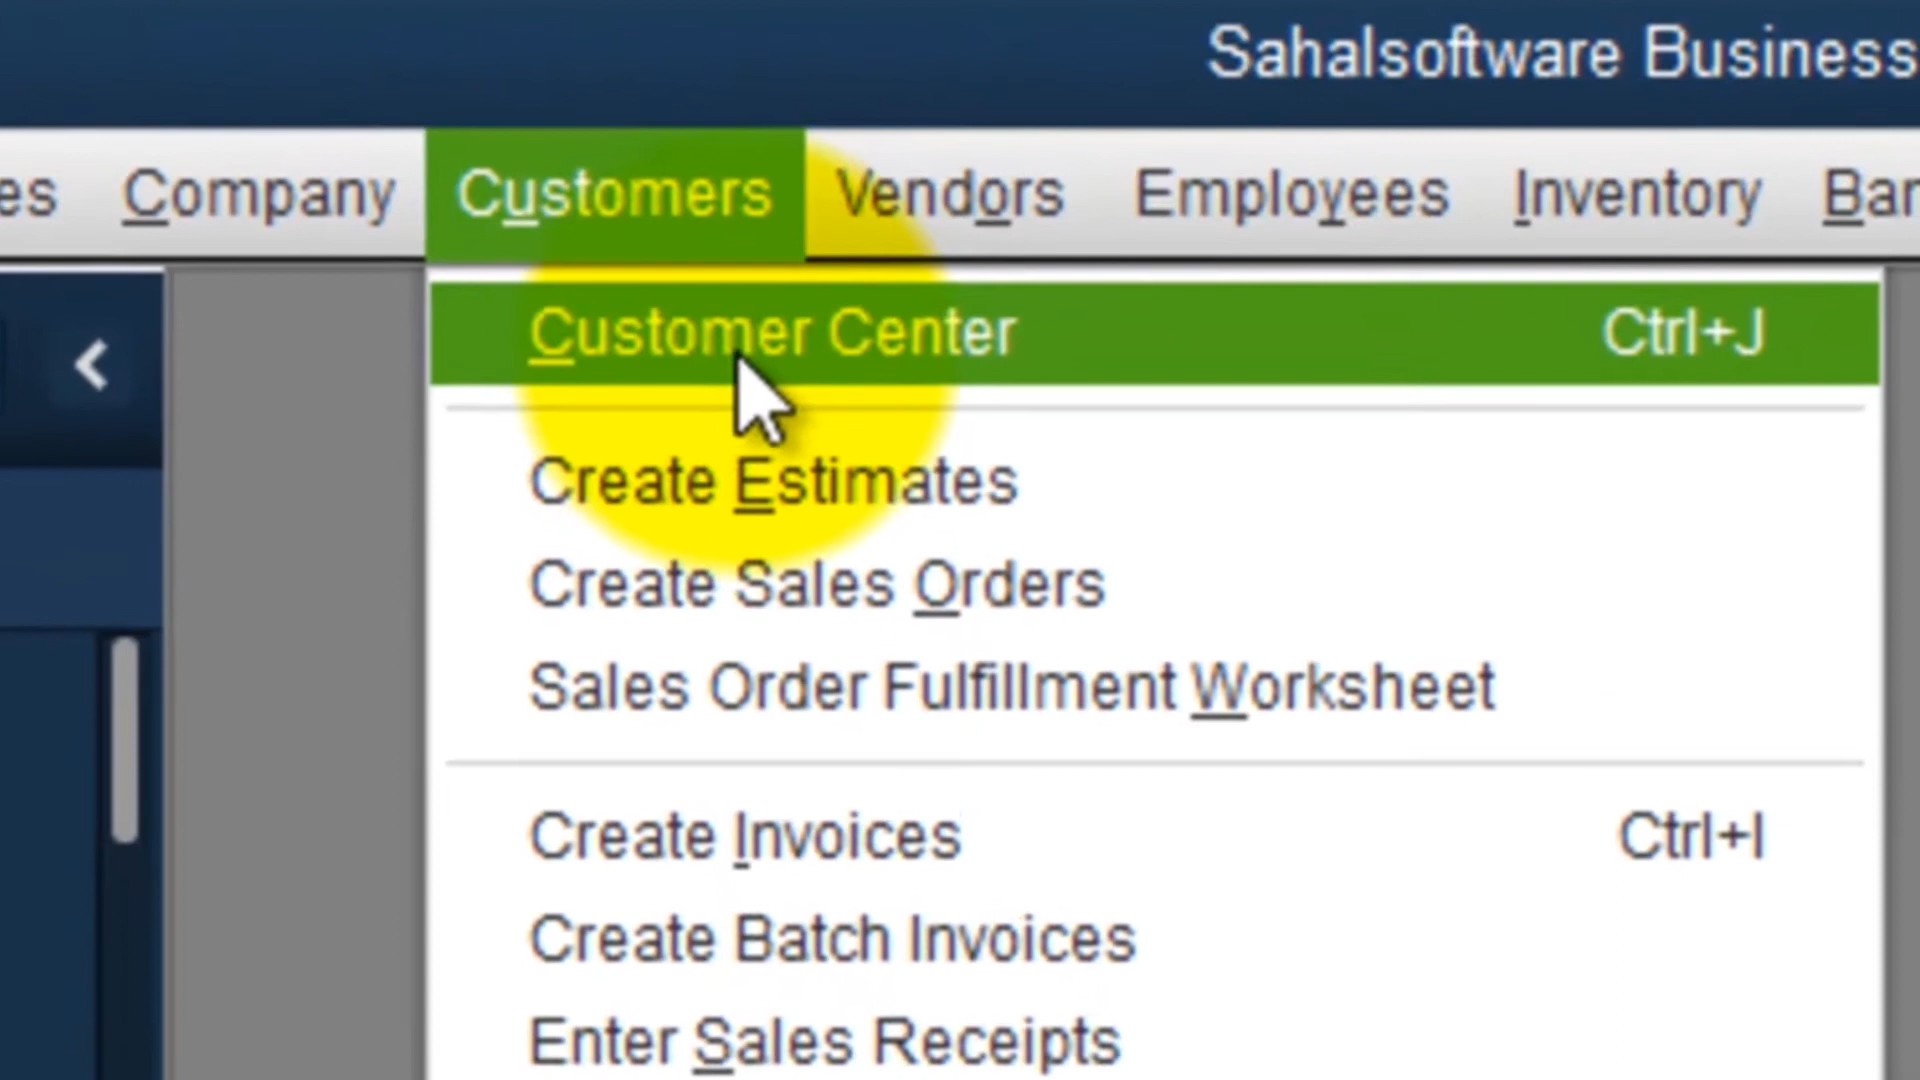 Sahalsoftware Business
es Company Customers Vendors Employees Inventory Ban
Customer Center Ctrl+J
Create Estimates
Create Sales Orders
Sales Order Fulfillment Worksheet
Create Invoices Ctrl+I
Create Batch Invoices
Enter Sales Receipts